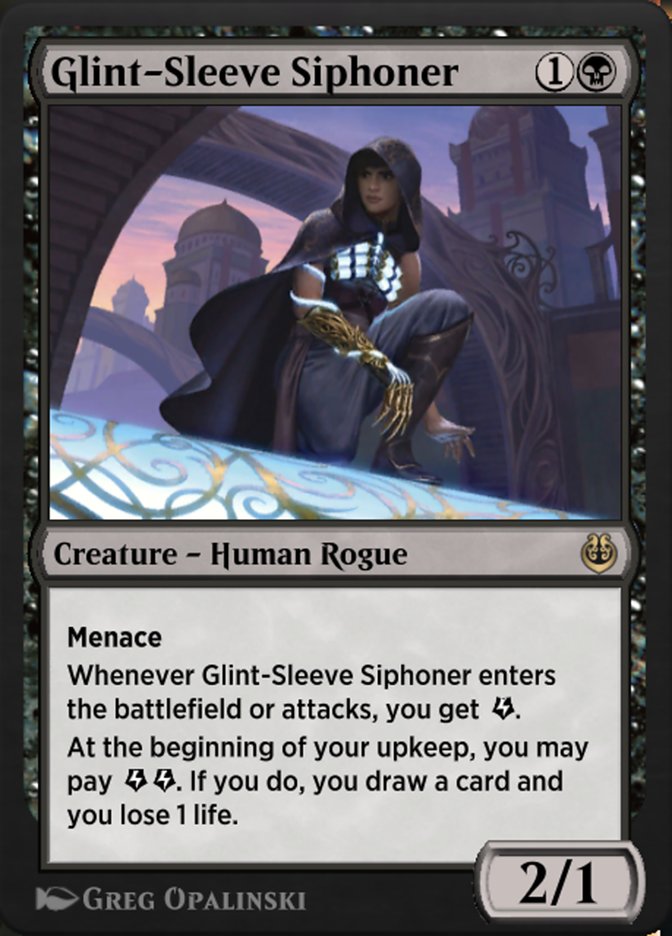 Glint-Sleeve Siphoner 1
Creature – Human Rogue
Menace
Whenever Glint-Sleeve Siphoner enters
the battlefield or attacks, you get .
At the beginning of your upkeep, you may
pay . If you do, you draw a card and
you lose 1 life.
2/1
Greg Opalinski